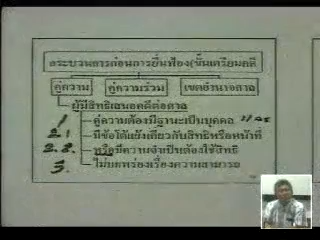 กระบวนการก่อนการยื่นฟ้อง(ขั้นเตรียมคดี
คู่ความ คู่ความร่วม เขตอำนาจศาล
ผู้มีสิทธิเสนอคดีต่อศาล
1 คู่ความต้องมีฐานะเป็นบุคคล
2.1 มีข้อโต้แย้งเกี่ยวกับสิทธิหรือหน้าที่
2.2. หรือมีความจำเป็นต้องใช้สิทธิ
3. ไม่บกพร่องเรื่องความสามารถ